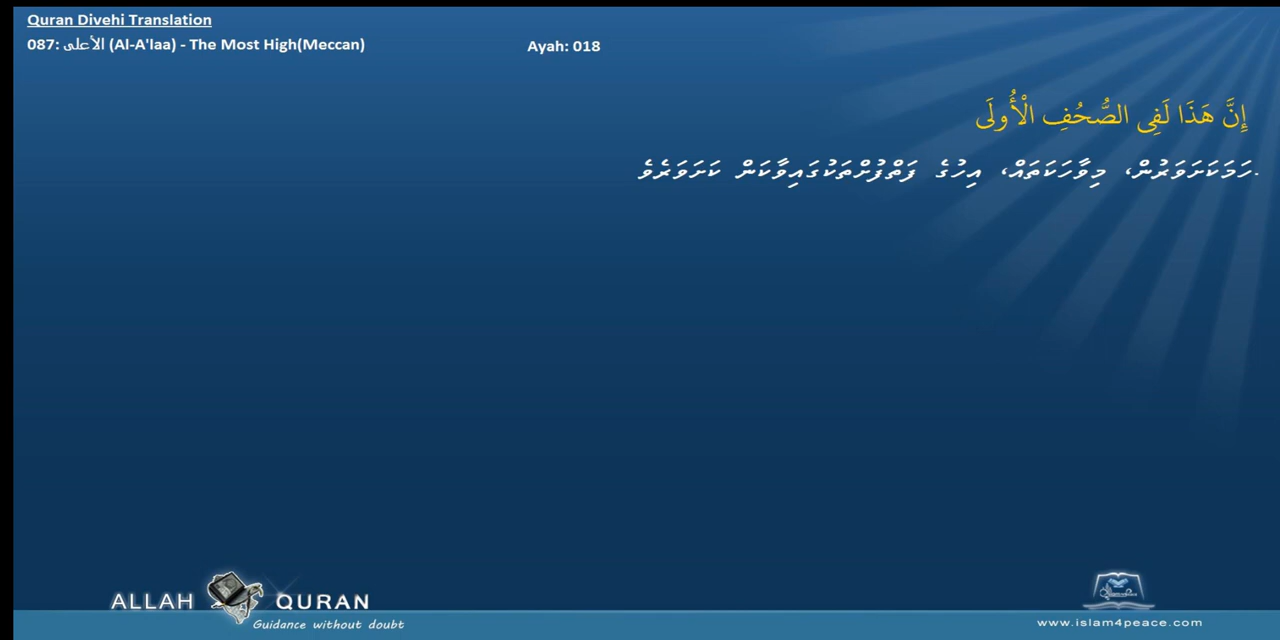 Quran Divehi Translation
087: الأعلى (Al-A'laa) - The Most High(Meccan)
Ayah: 018
إِنَّ هَذَا لَفِي الصُّحُفِ الْأُولَى
ހަމަކަށަވަރުން، މިވާހަކަތައް، އިހުގެ ފަތްފުށްތަކުގައިވާކަން ކަށަވަރެވެ.
ALLAH QURAN
Guidance without doubt
www.islam4peace.com